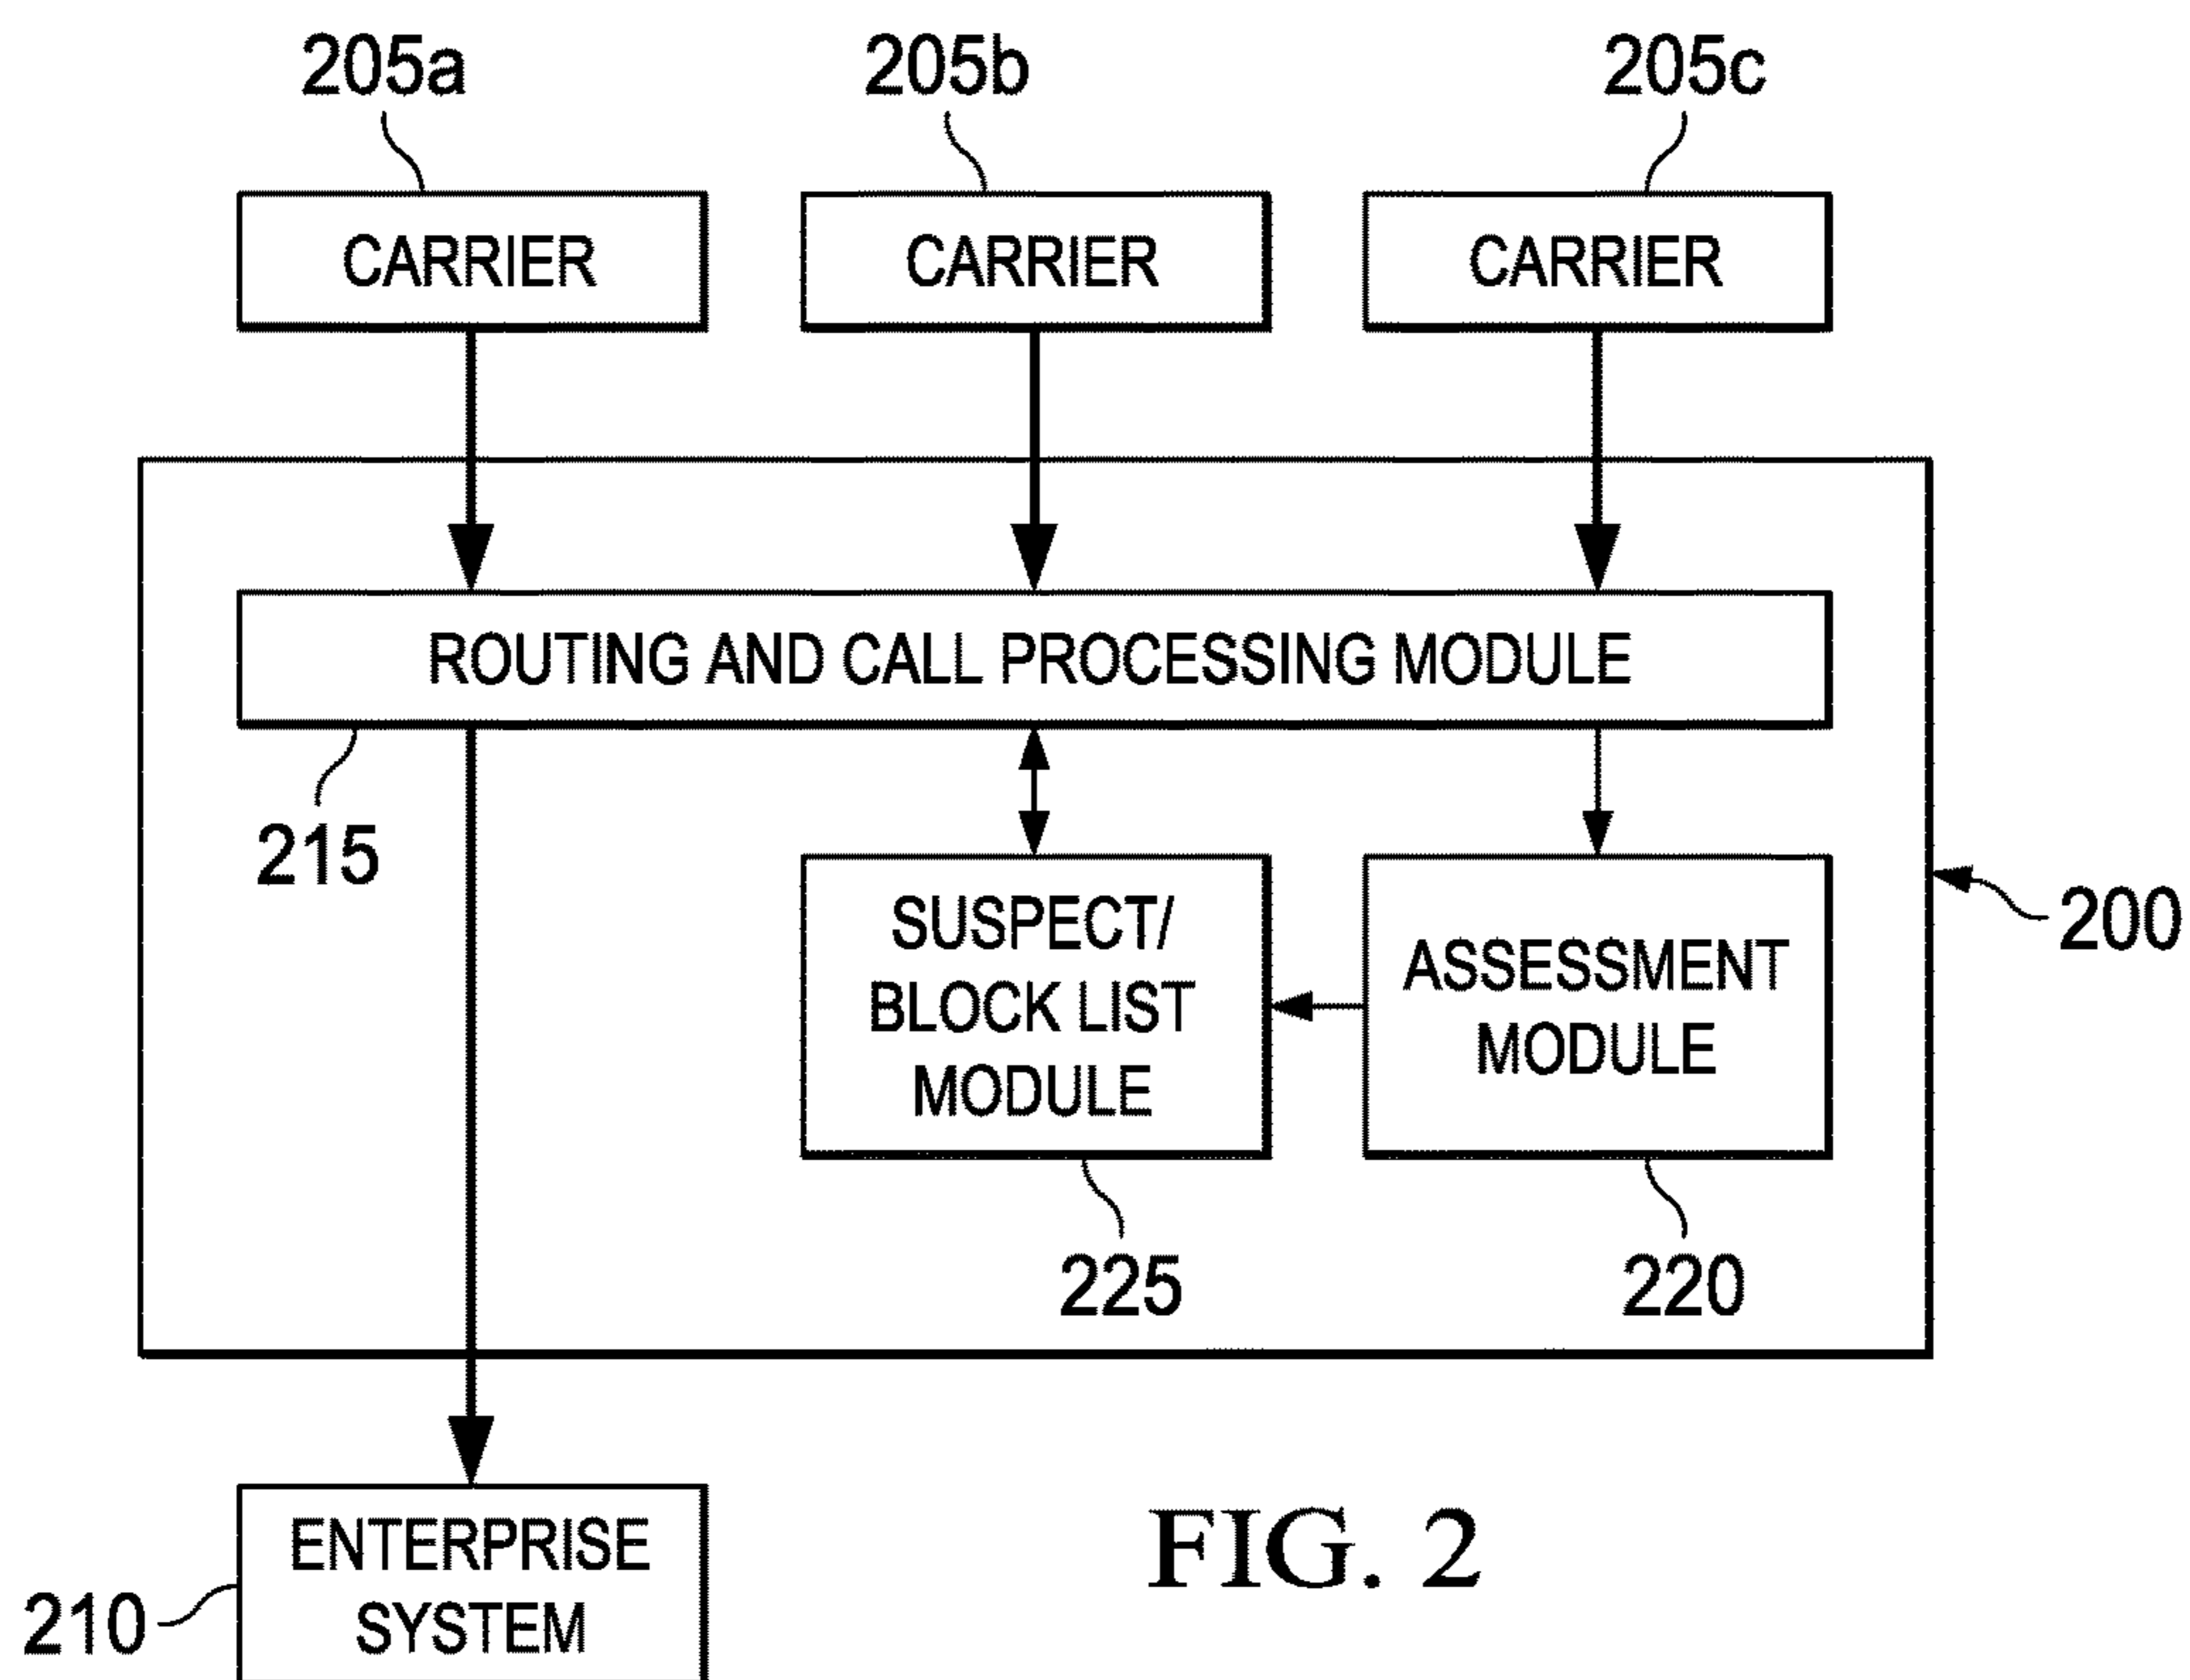 205a
205b
205c
CARRIER
CARRIER
CARRIER
ROUTING AND CALL PROCESSING MODULE
215
SUSPECT/
BLOCK LIST
MODULE
ASSESSMENT
MODULE
200
225
220
ENTERPRISE
SYSTEM
210
FIG. 2